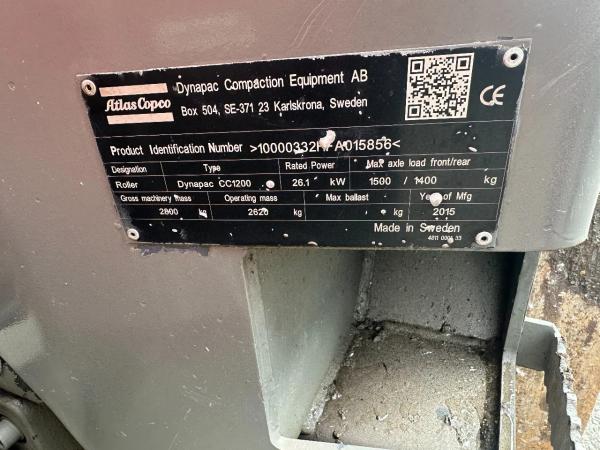 Atlas Copco
Dynapac Compaction Equipment AB
Box 504, SE-371 23 Karlskrona, Sweden
CE
Product Identification Number
Designation Type Rated Power Max axle load front/rear
Roller Dynapac CC1200 26.1 kW 1500 / 1400 kg
Gross machinery mass Operating mass Max ballast Year of Mfg
2800 kg 2620 kg kg 2015
Made in Sweden